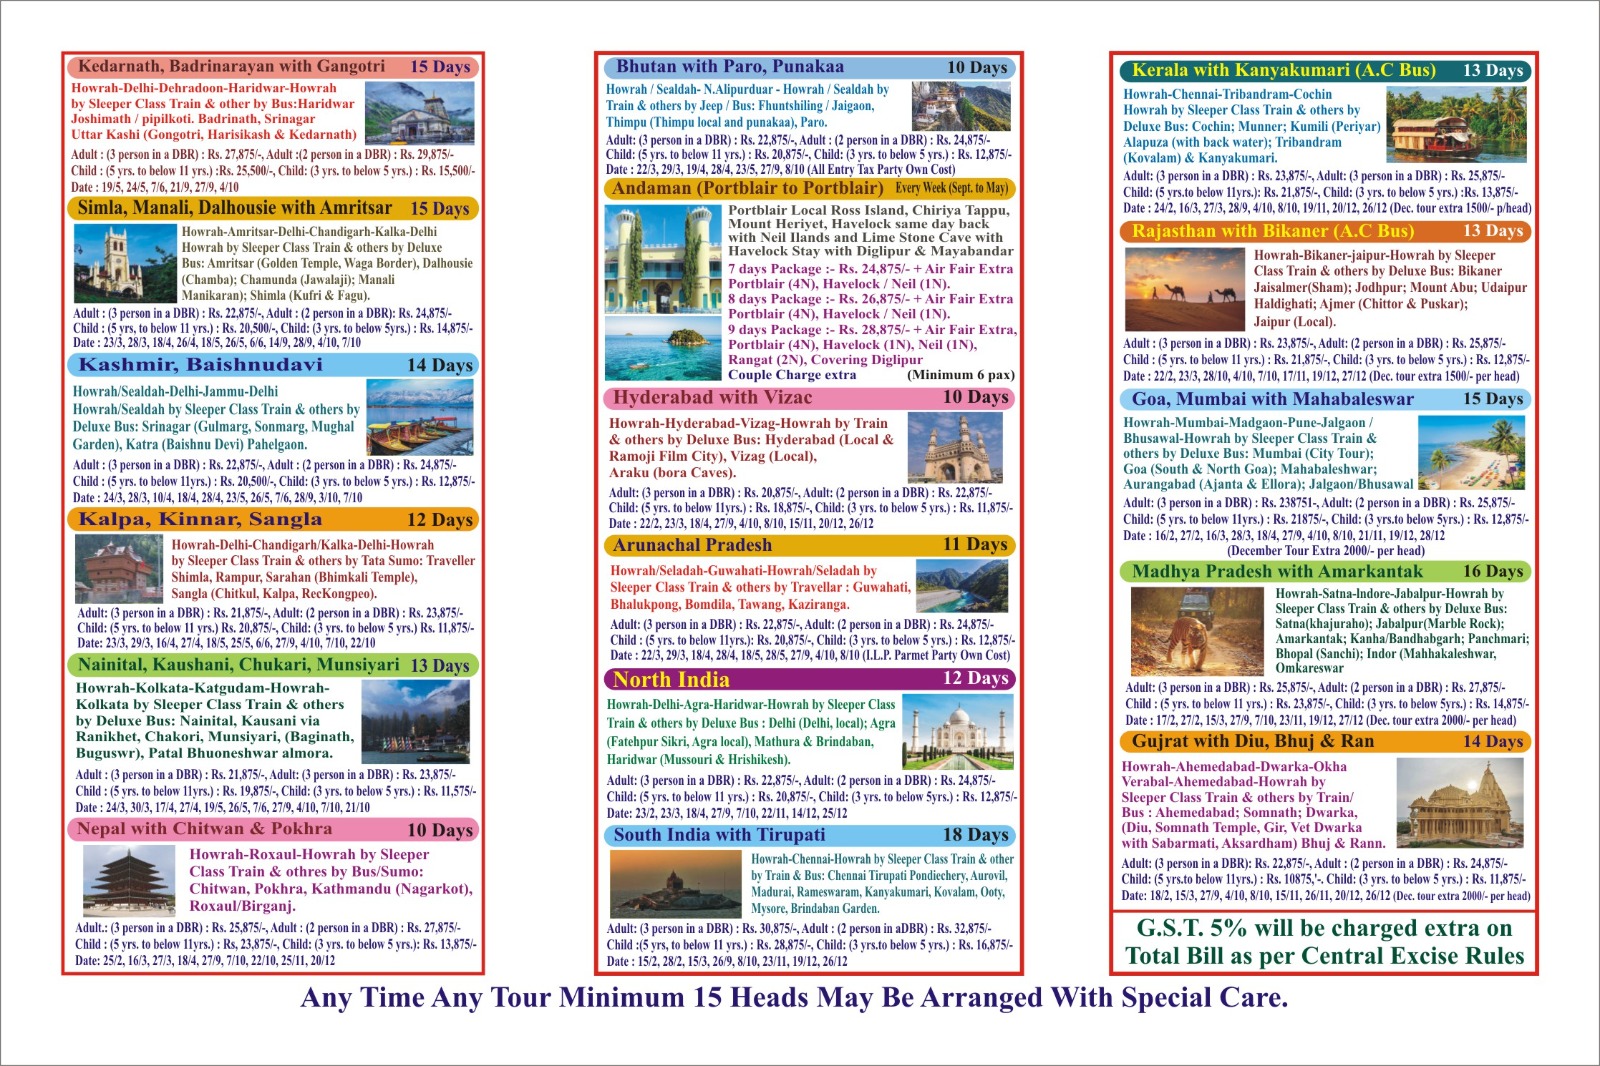 Kedarnath, Badrinarayan with Gangotri 15 Days
Howrah-Delhi-Dehradoon-Haridwar-Howrah
by Sleeper Class Train & other by Bus:Haridwar
Joshimath / pipilkoti. Badrinath, Srinagar
Uttar Kashi (Gongotri, Harisikash & Kedarnath)
Adult : (3 person in a DBR) : Rs. 27,875/-, Adult :(2 person in a DBR) : Rs. 29,875/-
Child : (5 yrs. to below 11 yrs.) :Rs. 25,500/-, Child: (3 yrs. to below 5 yrs.) : Rs. 15,500/-
Date : 19/5, 24/5, 7/6, 21/9, 27/9, 4/10
Simla, Manali, Dalhousie with Amritsar 15 Days
Howrah-Amritsar-Delhi-Chandigarh-Kalka-Delhi
Howrah by Sleeper Class Train & others by Deluxe
Bus: Amritsar (Golden Temple, Waga Border), Dalhousie
(Chamba); Chamunda (Jawalaji); Manali
Manikaran); Shimla (Kufri & Fagu).
Adult : (3 person in a DBR) : Rs. 22,875/-, Adult : (2 person in a DBR): Rs. 24,875/-
Child : (5 yrs, to below 11 yrs.) : Rs. 20,500/-, Child: (3 yrs. to below 5yrs.) : Rs. 14,875/-
Date : 23/3, 28/3, 18/4, 26/4, 18/5, 26/5, 6/6, 14/9, 28/9, 4/10, 7/10
Kashmir, Baishnudavi 14 Days
Howrah/Sealdah-Delhi-Jammu-Delhi
Howrah/Sealdah by Sleeper Class Train & others by
Deluxe Bus: Srinagar (Gulmarg, Sonmarg, Mughal
Garden), Katra (Baishnu Devi) Pahelgaon.
Adult : (3 person in a DBR) : Rs. 22,875/-, Adult : (2 person in a DBR) : Rs. 24,875/-
Child : (5 yrs. to below 11yrs.) : Rs. 20,500/-, Child: (3 yrs. to below 5 yrs.) : Rs. 12,875/-
Date : 24/3, 28/3, 10/4, 18/4, 28/4, 23/5, 26/5, 7/6, 28/9, 3/10, 7/10
Kalpa, Kinnar, Sangla 12 Days
Howrah-Delhi-Chandigarh/Kalka-Delhi-Howrah
by Sleeper Class Train & others by Tata Sumo: Traveller
Shimla, Rampur, Sarahan (Bhimkali Temple),
Sangla (Chitkul, Kalpa, RecKongpeo).
Adult: (3 person in a DBR) : Rs. 21,875/-, Adult: (2 person in a DBR) : Rs. 23,875/-
Child: (5 yrs. to below 11 yrs.) Rs. 20,875/-, Child: (3 yrs. to below 5 yrs.) Rs. 11,875/-
Date: 23/3, 29/3, 16/4, 27/4, 18/5, 25/5, 6/6, 27/9, 4/10, 7/10, 22/10
Nainital, Kaushani, Chukari, Munsiyari 13 Days
Howrah-Kolkata-Katgudam-Howrah-
Kolkata by Sleeper Class Train & others
by Deluxe Bus: Nainital, Kausani via
Ranikhet, Chakori, Munsiyari, (Baginath,
Buguswr), Patal Bhuoneshwar almora.
Adult : (3 person in a DBR) : Rs. 21,875/-, Adults : (3 person in a DBR) : Rs. 23,875/-
Child : (5 yrs. to below 11 yrs.) : Rs. 19,875/-, Child: (3 yrs. to below 5 yrs.) : Rs. 11,575/-
Date : 24/3, 30/3, 17/4, 27/4, 19/5, 26/5, 7/6, 27/9, 4/10, 7/10, 21/10
Nepal with Chitwan & Pokhra 10 Days
Howrah-Roxaul-Howrah by Sleeper
Class Train & othres by Bus/Sumo:
Chitwan, Pokhra, Kathmandu (Nagarkot),
Roxaul/Birganj.
Adult.: (3 person in a DBR) : Rs. 25,875/-, Adult : (2 person in a DBR) : Rs. 27,875/-
Child : (5 yrs. to below 11yrs.) : Rs, 23,875/-, Child: (3 yrs. to below 5 yrs.): Rs. 13,875/-
Date: 25/2, 16/3, 27/3, 18/4, 27/9, 7/10, 22/10, 25/11, 20/12
Bhutan with Paro, Punakaa 10 Days
Howrah / Sealdah- N.Alipurduar - Howrah / Sealdah by
Train & others by Jeep / Bus: Fhuntshiling / Jaigaon,
Thimpu (Thimpu local and punakaa), Paro.
Adult: (3 person in a DBR) : Rs. 22,875/-, Adult : (2 person in a DBR) : Rs. 24,875/-
Child: (5 yrs. to below 11 yrs.) : Rs. 20,875/-, Child: (3 yrs. to below 5 yrs.) : Rs. 12,875/-
Date : 22/3, 29/3, 19/4, 28/4, 23/5, 27/9, 8/10 (All Entry Tax Party Own Cost)
Andaman (Portblair to Portblair) Every Week (Sept. to May)
Portblair Local Ross Island, Chiriya Tappu,
Mount Heriyet, Havelock same day back
with Neil Ilands and Lime Stone Cave with
Havelock Stay with Diglipur & Mayabandar
7 days Package :- Rs. 24,875/- + Air Fair Extra
Portblair (4N), Havelock / Neil (1N).
8 days Package :- Rs. 26,875/- + Air Fair Extra
Portblair (4N), Havelock / Neil (1N).
9 days Package :- Rs. 28,875/- + Air Fair Extra,
Portblair (4N), Havelock (1N), Neil (1N),
Rangat (2N), Covering Diglipur
Couple Charge extra (Minimum 6 pax)
Hyderabad with Vizac 10 Days
Howrah-Hyderabad-Vizag-Howrah by Train
& others by Deluxe Bus: Hyderabad (Local &
Ramoji Film City), Vizag (Local),
Araku (bora Caves).
Adult: (3 person in a DBR) : Rs. 20,875/-, Adult: (2 person in a DBR) : Rs. 22,875/-
Child: (5 yrs. to below 11yrs.) : Rs. 18,875/-, Child: (3 yrs. to below 5 yrs.) : Rs. 11,875/-
Date : 22/2, 23/3, 18/4, 27/9, 4/10, 8/10, 15/11, 20/12, 26/12
Arunachal Pradesh 11 Days
Howrah/Seladah-Guwahati-Howrah/Seladah by
Sleeper Class Train & others by Travellar : Guwahati,
Bhalukpong, Bomdila, Tawang, Kaziranga.
Adult: (3 person in a DBR) : Rs. 22,875/-, Adult: (2 person in a DBR) : Rs. 24,875/-
Child : (5 yrs. to below 11yrs.): Rs. 20,875/-, Child: (3 yrs. to below 5 yrs.) : Rs. 12,875/-
Date : 22/3, 29/3, 18/4, 28/4, 18/5, 28/5, 27/9, 4/10, 8/10 (I.L.P. Parmet Party Own Cost)
North India 12 Days
Howrah-Delhi-Agra-Haridwar-Howrah by Sleeper Class
Train & others by Deluxe Bus : Delhi (Delhi, local); Agra
(Fatehpur Sikri, Agra local), Mathura & Brindaban,
Haridwar (Mussouri & Hrishikesh).
Adult: (3 person in a DBR) : Rs. 22,875/-, Adult: (2 person in a DBR) : Rs. 24,875/-
Child: (5 yrs. to below 11 yrs.) : Rs. 20,875/-, Child: (3 yrs. to below 5yrs.) : Rs. 12,875/-
Date: 23/2, 23/3, 18/4, 27/9, 7/10, 22/11, 14/12, 25/12
South India with Tirupati 18 Days
Howrah-Chennai-Howrah by Sleeper Class Train & other
by Train & Bus: Chennai Tirupati Pondiechery, Aurovil,
Madurai, Rameswaram, Kanyakumari, Kovalam, Ooty,
Mysore, Brindaban Garden.
Adult: (3 person in a DBR) : Rs. 30,875/-, Adult : (2 person in aDBR) : Rs. 32,875/-
Child :(5 yrs. to below 11 yrs.) : Rs. 28,875/-, Child: (3 yrs.to below 5 yrs.) : Rs. 16,875/-
Date : 15/2, 28/2, 15/3, 26/9, 8/10, 23/11, 19/12, 26/12
Kerala with Kanyakumari (A.C Bus) 13 Days
Howrah-Chennai-Tribandram-Cochin
Howrah by Sleeper Class Train & others by
Deluxe Bus: Cochin; Munner; Kumili (Periyar)
Alapuza (with back water); Tribandram
(Kovalam) & Kanyakumari.
Adult: (3 person in a DBR) : Rs. 23,875/-, Adult: (3 person in a DBR) : Rs. 25,875/-
Child: (5 yrs.to below 11yrs.): Rs. 21,875/-, Child: (3 yrs. to below 5 yrs.) :Rs. 13,875/-
Date : 24/2, 16/3, 27/3, 28/9, 4/10, 8/10, 19/11, 20/12, 26/12 (Dec. tour extra 1500/- p/head)
Rajasthan with Bikaner (A.C Bus) 13 Days
Howrah-Bikaner-jaipur-Howrah by Sleeper
Class Train & others by Deluxe Bus: Bikaner
Jaisalmer(Sham); Jodhpur; Mount Abu; Udaipur
Haldighati; Ajmer (Chittor & Puskar);
Jaipur (Local).
Adult: (3 person in a DBR) : Rs. 23,875/-, Adult: (2 person in a DBR) : Rs. 25,875/-
Child : (5 yrs. to below 11 yrs.) : Rs. 21,875/-, Child: (3 yrs. to below 5 yrs.) : Rs. 12,875/-
Date : 22/2, 23/3, 28/10, 4/10, 7/10, 17/11, 19/12, 27/12 (Dec. tour extra 1500/- per head)
Goa, Mumbai with Mahabaleswar 15 Days
Howrah-Mumbai-Madgaon-Pune-Jalgaon /
Bhusawal-Howrah by Sleeper Class Train &
others by Deluxe Bus: Mumbai (City Tour);
Goa (South & North Goa); Mahabaleshwar;
Aurangabad (Ajanta & Ellora); Jalgaon/Bhusawal
Adult: (3 person in a DBR) : Rs. 238751-, Adult: (2 person in a DBR) : Rs. 25,875/-
Child: (5 yrs. to below 11yrs.) : Rs. 21875/-, Child: (3 yrs.to below 5yrs.) : Rs. 12,875/-
Date : 16/2, 27/2, 16/3, 28/3, 18/4, 27/9, 4/10, 8/10, 21/11, 19/12, 28/12
(December Tour Extra 2000/- per head)
Madhya Pradesh with Amarkantak 16 Days
Howrah-Satna-lndore-Jabalpur-Howrah by
Sleeper Class Train & others by Deluxe Bus:
Satna(khajuraho); Jabalpur(Marble Rock);
Amarkantak; Kanha/Bandhabgarh; Panchmari;
Bhopal (Sanchi); Indor (Mahhakaleshwar,
Omkareswar
Adult: (3 person in a DBR) : Rs. 25,875/-, Adult: (2 person in a DBR) : Rs. 27,875/-
Child : (5 yrs. to below 11 yrs.) : Rs. 23,875/-, Child : (3 yrs. to below 5 yrs.) : Rs. 14,875/-
Date : 17/2, 27/2, 15/3, 27/9, 7/10, 23/11, 19/12, 27/12 (Dec. tour extra 2000/- per head)
Gujrat with Diu, Bhuj & Ran 14 Days
Howrah-Ahemedabad-Dwarka-Okha
Verabal-Ahemedabad-Howrah by
Sleeper Class Train & others by Train/
Bus : Ahemedabad; Somnath; Dwarka,
(Diu, Somnath Temple, Gir, Vet Dwarka
with Sabarmati, Aksardham) Bhuj & Rann.
Adult: (3 person in a DBR): Rs. 22,875/-, Adult : (2 person in a DBR) : Rs. 24,875/-
Child: (5 yrs.to below 11yrs.) : Rs. 10875,'-. Child: (3 yrs. to below 5 yrs.) : Rs. 11,875/-
Date: 18/2, 15/3, 27/9, 4/10, 8/10, 15/11, 26/11, 20/12, 26/12 (Dec. tour extra 2000/- per head)
G.S.T. 5% will be charged extra on
Total Bill as per Central Excise Rules
Any Time Any Tour Minimum 15 Heads May Be Arranged With Special Care.